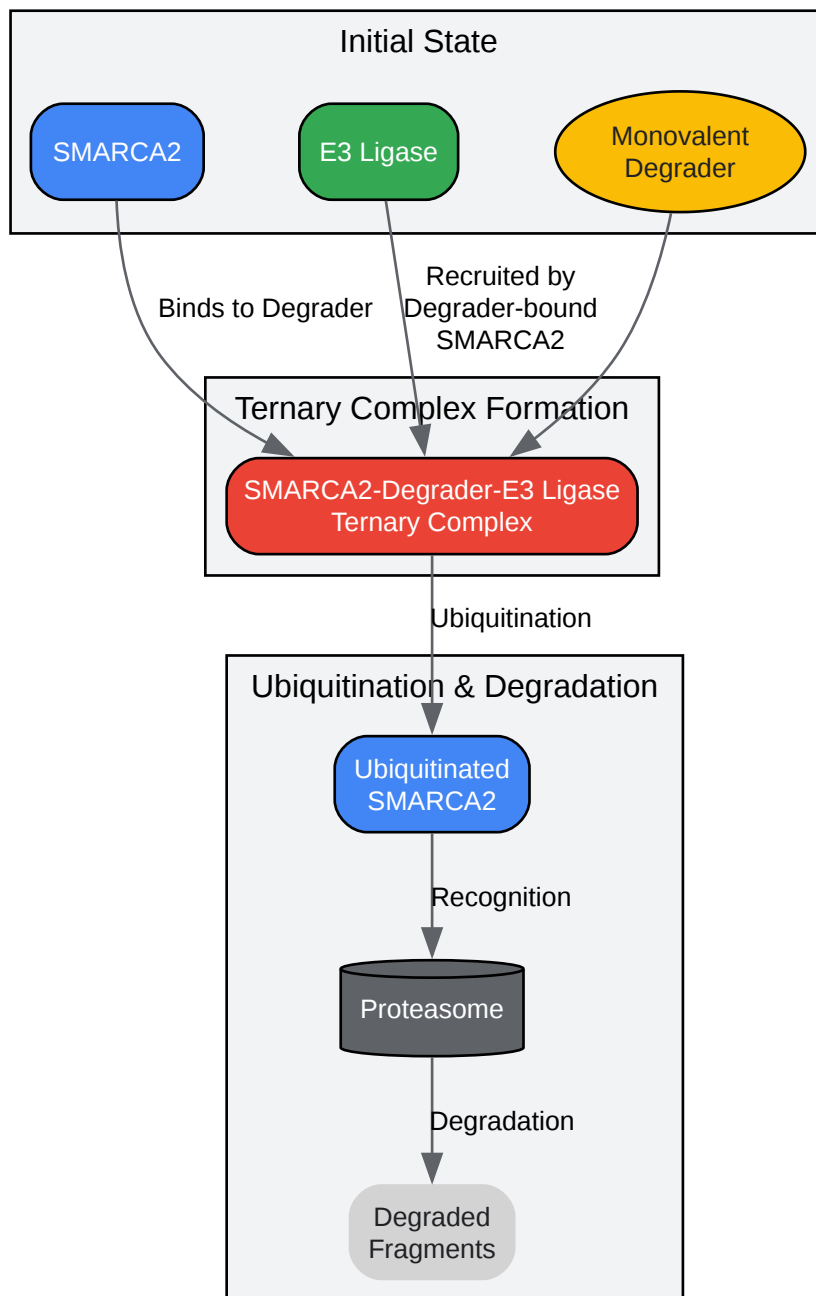 Initial State
SMARCA2
E3 Ligase
Monovalent
Degrader
Binds to Degrader
Recruited by
Degrader-bound
SMARCA2
Ternary Complex Formation
SMARCA2-Degrader-E3 Ligase
Ternary Complex
Ubiquitination
Ubiquitination & Degradation
Ubiquitinated
SMARCA2
Recognition
Proteasome
Degradation
Degraded
Fragments